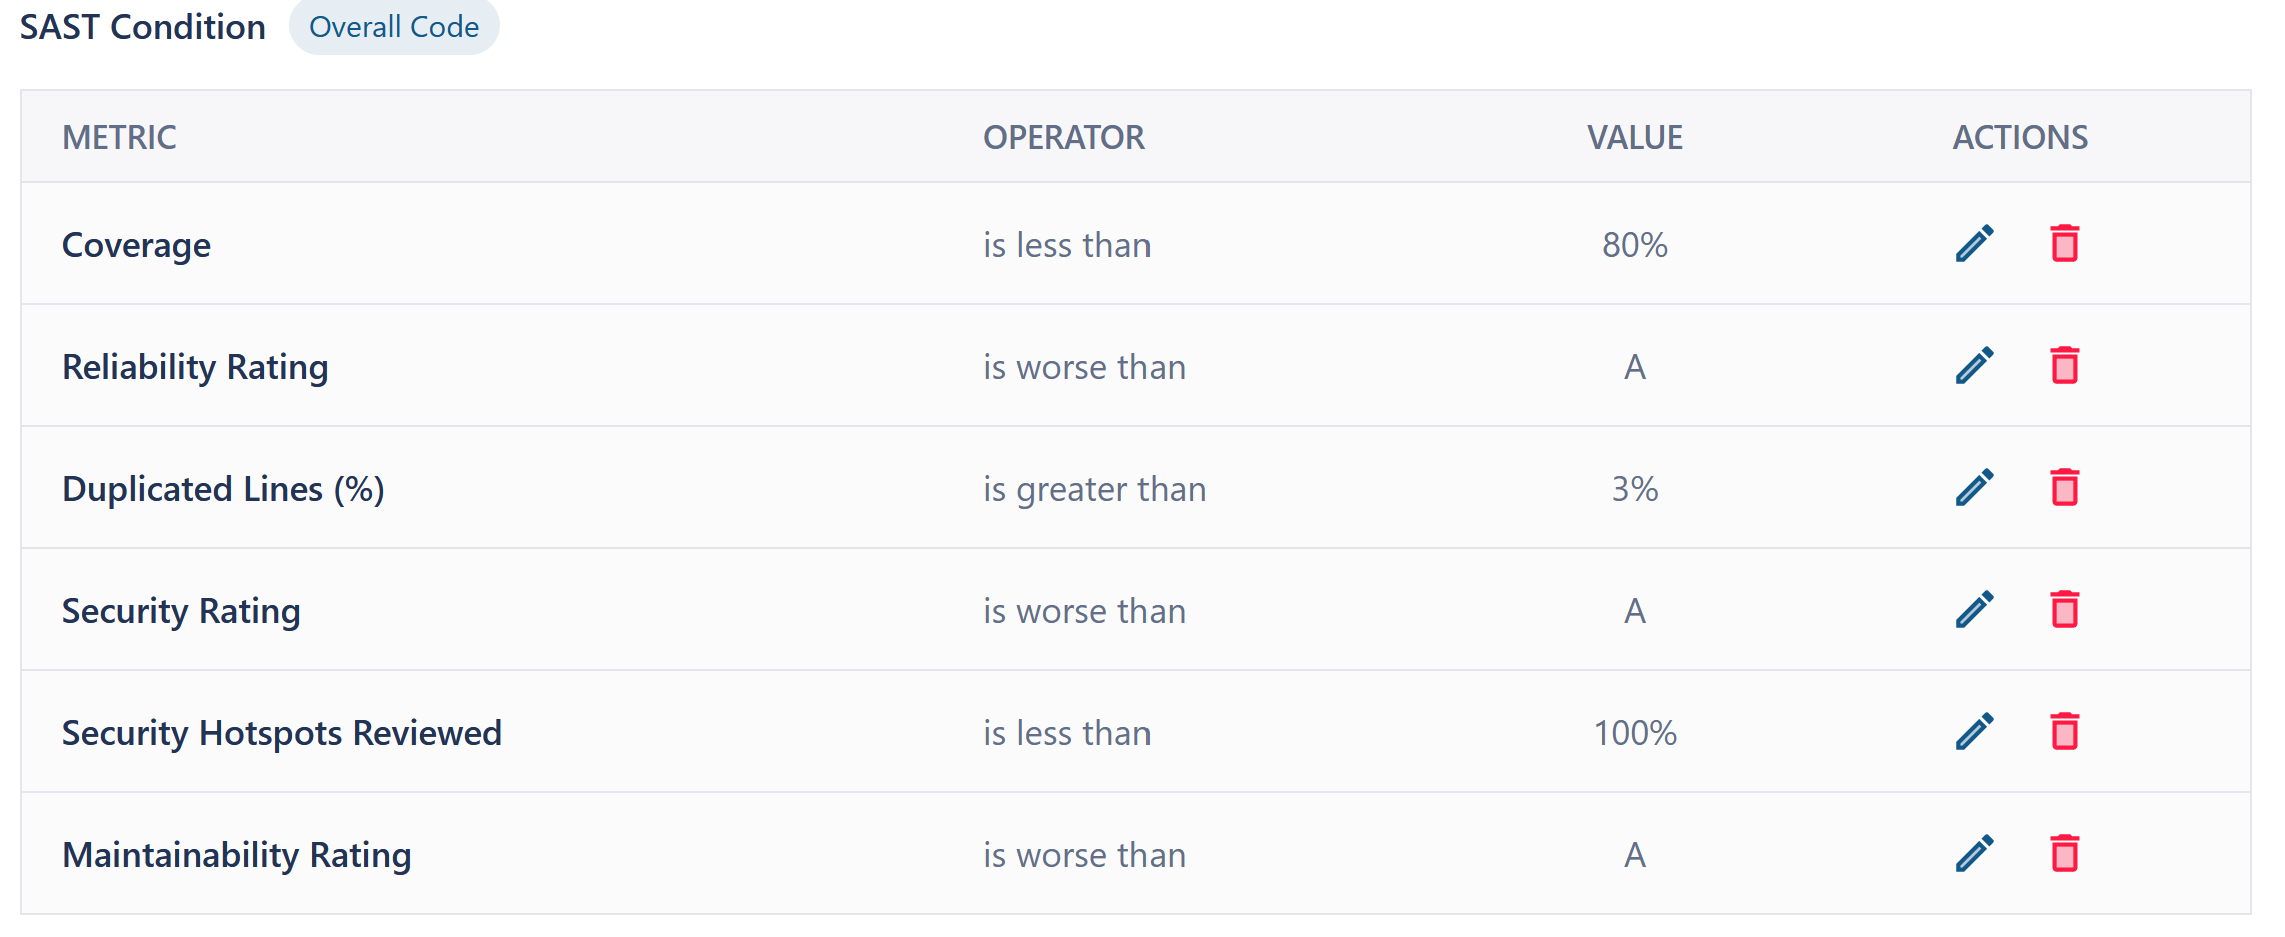 SAST Condition Overall Code
METRIC OPERATOR VALUE ACTIONS
Coverage is less than 80%
Reliability Rating is worse than A
Duplicated Lines (%) is greater than 3%
Security Rating is worse than A
Security Hotspots Reviewed is less than 100%
Maintainability Rating is worse than A